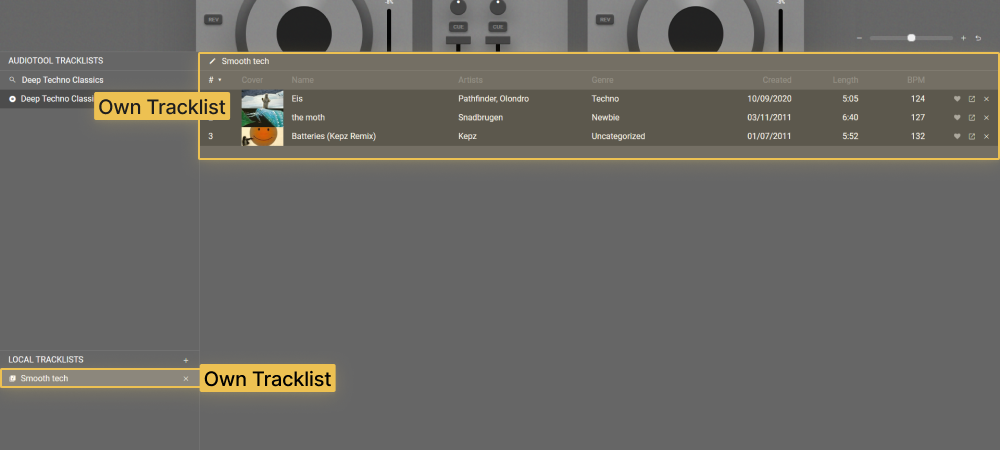 REV
CUE CUE
REV
AUDIOTOOL TRACKLISTS
Smooth tech
Deep Techno Classics
# Cover Name Artists Genre Created Length BPM
Deep Techno Classi
Own Tracklist
Eis Pathfinder, Olondro Techno 10/09/2020 5:05 124
the moth Snadbrugen Newbie 03/11/2011 6:40 127
3 Batteries (Kepz Remix) Kepz Uncategorized 01/07/2011 5:52 132
LOCAL TRACKLISTS +
Smooth tech
Own Tracklist